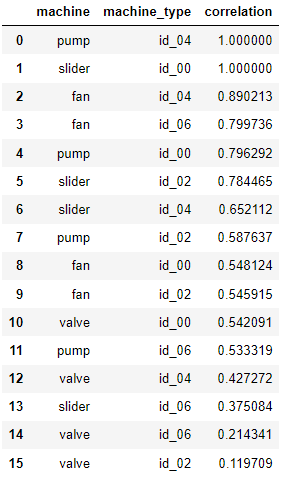 machine machine_type correlation
0 pump id_04 1.000000
1 slider id_00 1.000000
2 fan id_04 0.890213
3 fan id_06 0.799736
4 pump id_00 0.796292
5 slider id_02 0.784465
6 slider id_04 0.652112
7 pump id_02 0.587637
8 fan id_00 0.548124
9 fan id_02 0.545915
10 valve id_00 0.542091
11 pump id_06 0.533319
12 valve id_04 0.427272
13 slider id_06 0.375084
14 valve id_06 0.214341
15 valve id_02 0.119709